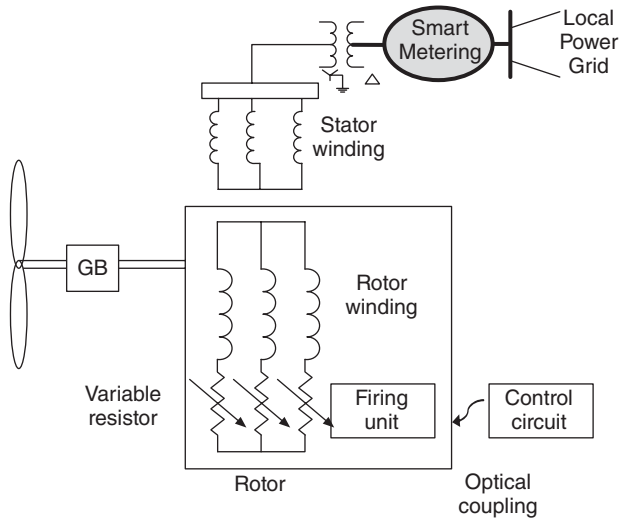 Smart
Metering
Local
Power
Grid
Stator
winding
GB
Rotor
winding
Variable
resistor
Firing
unit
Control
circuit
Rotor
Optical
coupling